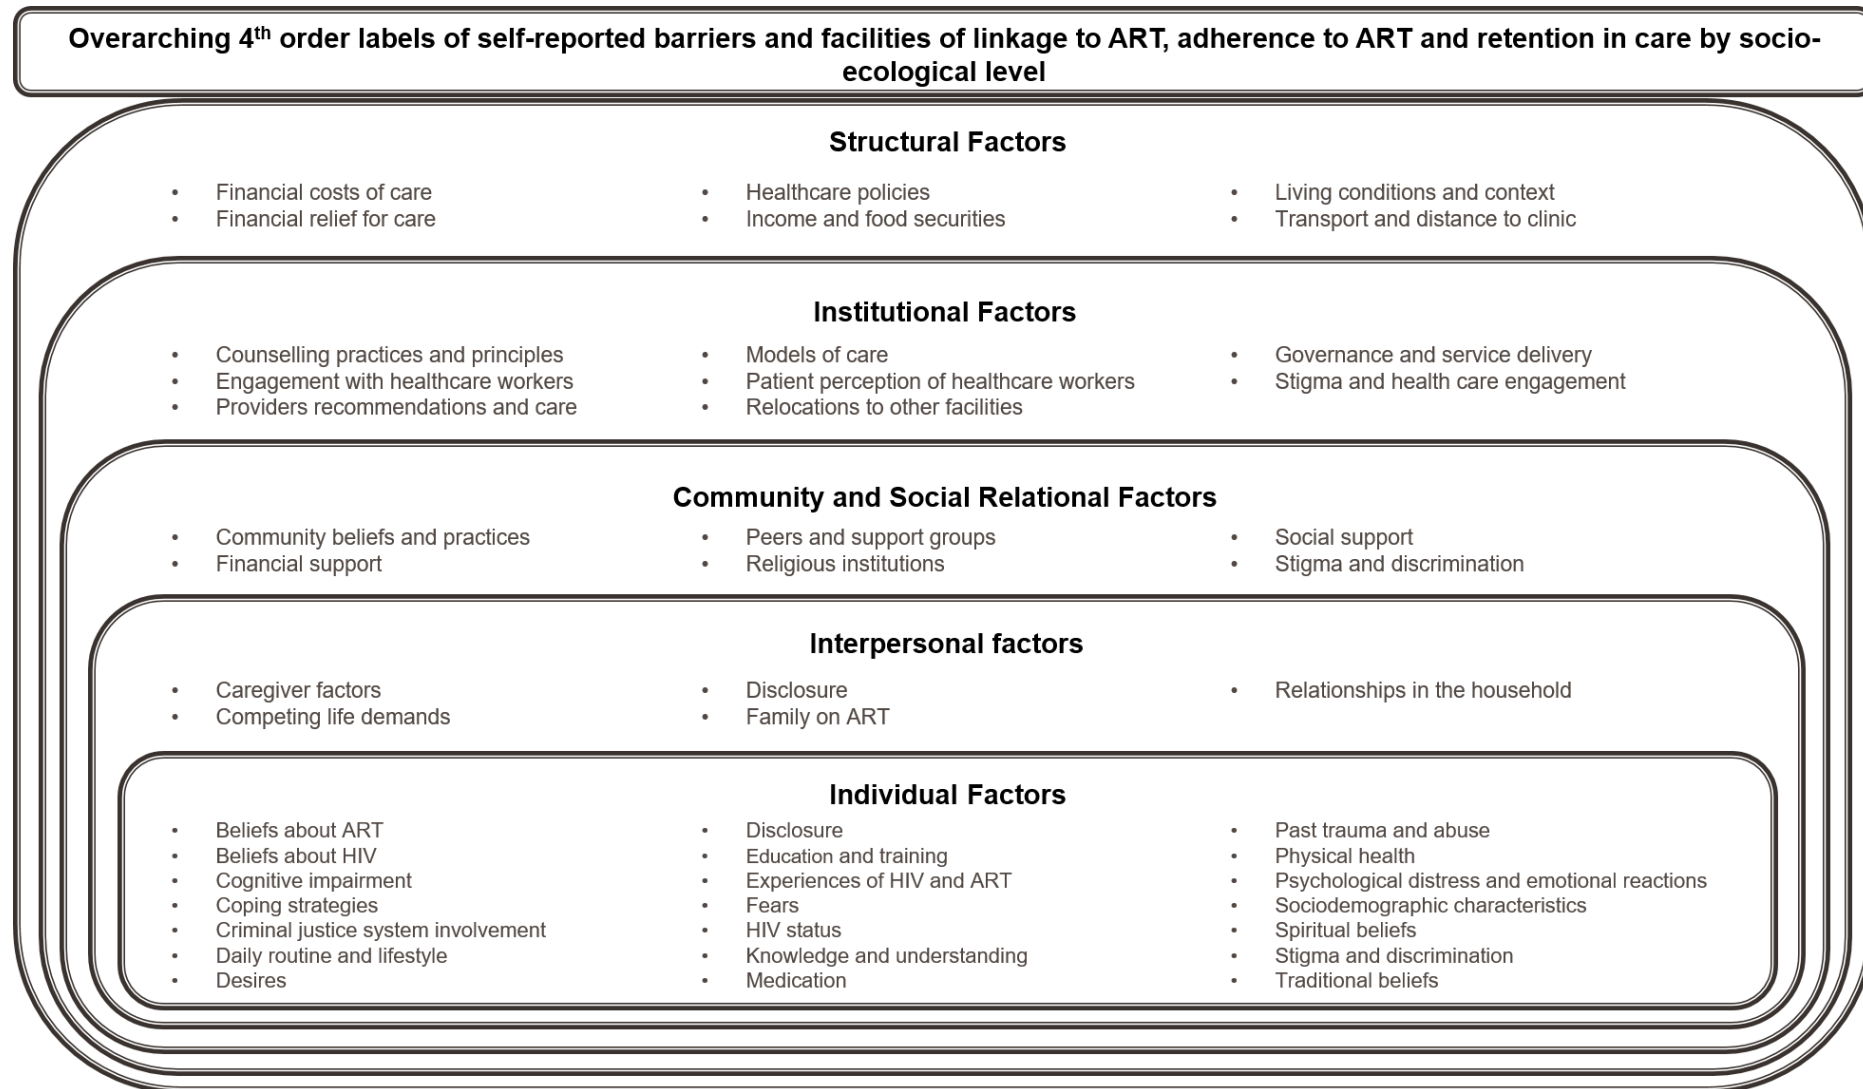 Overarching 4th order labels of self-reported barriers and facilities of linkage to ART, adherence to ART and retention in care by socio-
ecological level
Structural Factors
• Financial costs of care
• Financial relief for care
• Healthcare policies
• Income and food securities
• Living conditions and context
• Transport and distance to clinic
Institutional Factors
• Counselling practices and principles
• Engagement with healthcare workers
• Providers recommendations and care
• Models of care
• Patient perception of healthcare workers
• Relocations to other facilities
• Governance and service delivery
• Stigma and health care engagement
Community and Social Relational Factors
• Community beliefs and practices
• Financial support
• Peers and support groups
• Religious institutions
• Social support
• Stigma and discrimination
Interpersonal factors
• Caregiver factors
• Competing life demands
• Disclosure
• Family on ART
• Relationships in the household
Individual Factors
• Beliefs about ART
• Beliefs about HIV
• Cognitive impairment
• Coping strategies
• Criminal justice system involvement
• Daily routine and lifestyle
• Desires
• Disclosure
• Education and training
• Experiences of HIV and ART
• Fears
• HIV status
• Knowledge and understanding
• Medication
• Past trauma and abuse
• Physical health
• Psychological distress and emotional reactions
• Sociodemographic characteristics
• Spiritual beliefs
• Stigma and discrimination
• Traditional beliefs